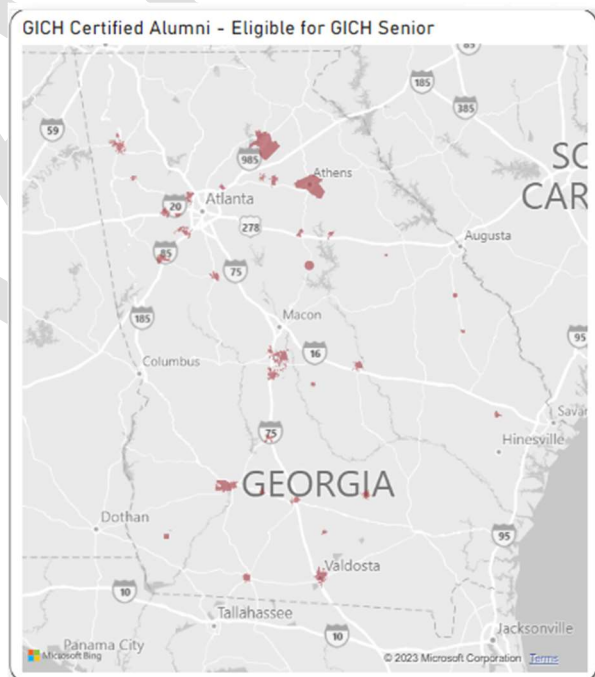 GICH Certified Alumni - Eligible for GICH Senior
85
185
385
59
SC
CAR
985
Athens
20
Atlanta
278
Augusta
85
75
185
Macon
95
16
Columbus
Savan
75
Hinesville
GEORGIA
Dothan
95
Valdosta
10
Tallahassee
10
Jacksonville
Panama City
Microsoft Bing
© 2023 Microsoft Corporation Terms